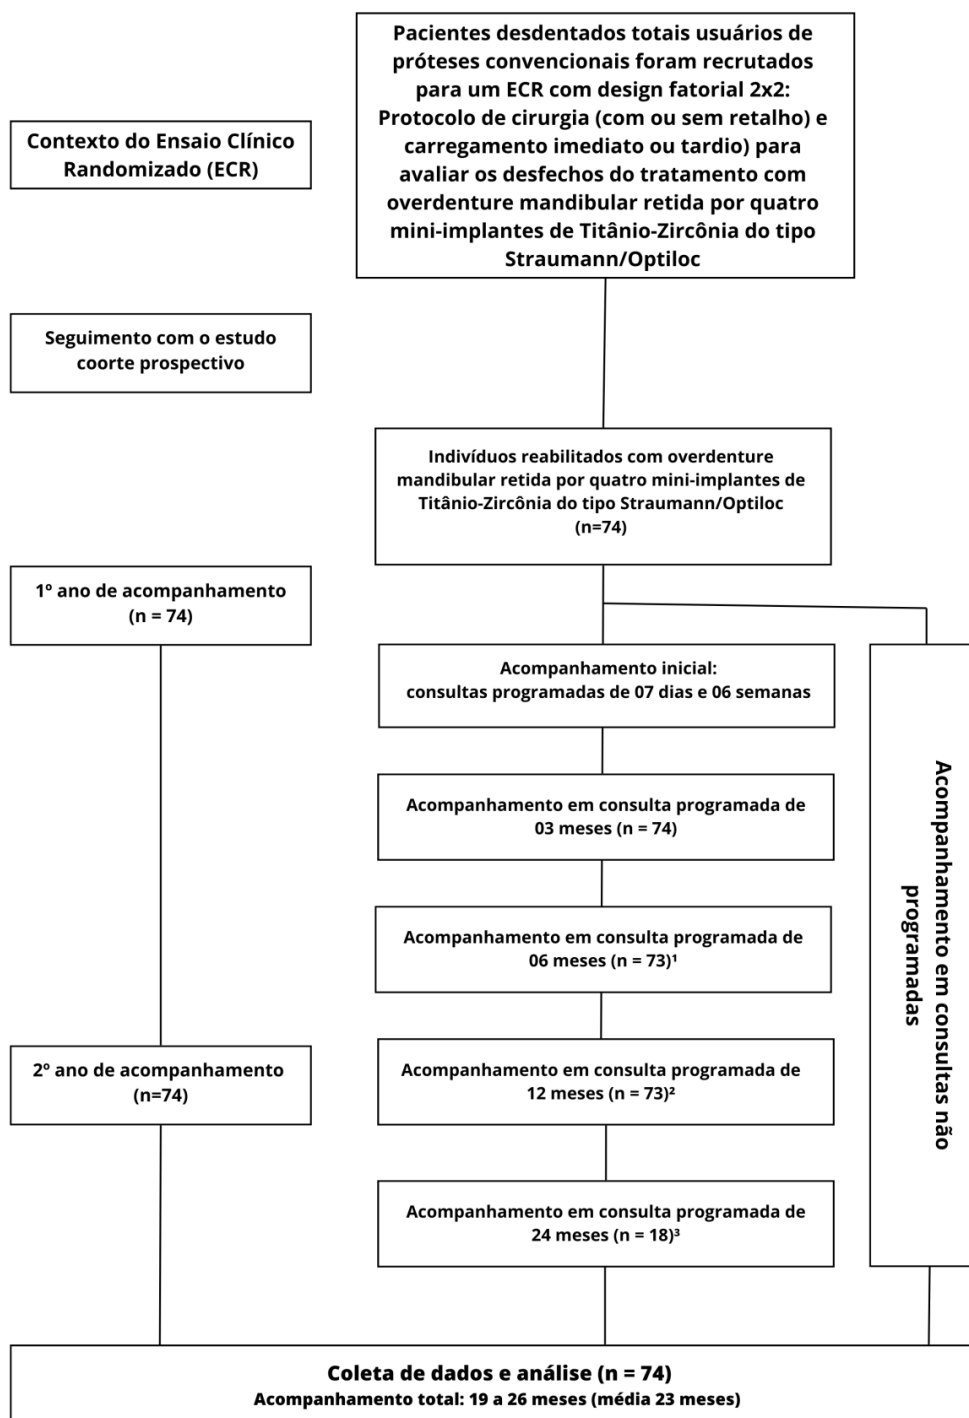 Pacientes desdentados totais usuários de
próteses convencionais foram recrutados
para um ECR com design fatorial 2x2:
Protocolo de cirurgia (com ou sem retalho) e
carregamento imediato ou tardio) para
avaliar os desfechos do tratamento com
overdenture mandibular retida por quatro
mini-implantes de Titânio-Zircônia do tipo
Straumann/Optiloc
Contexto do Ensaio Clínico
Randomizado (ECR)
Seguimento com o estudo
coorte prospectivo
Indivíduos reabilitados com overdenture
mandibular retida por quatro mini-implantes de
Titânio-Zircônia do tipo Straumann/Optiloc
(n=74)
1º ano de acompanhamento
(n = 74)
Acompanhamento inicial:
consultas programadas de 07 dias e 06 semanas
Acompanhamento em consulta programada de
03 meses (n = 74)
Acompanhamento em consulta programada de
06 meses (n = 73)¹
2º ano de acompanhamento
(n=74)
Acompanhamento em consulta programada de
12 meses (n = 73)²
Acompanhamento em consulta programada de
24 meses (n = 18)³
Acompanhamento em consultas não
programadas
Coleta de dados e análise (n = 74)
Acompanhamento total: 19 a 26 meses (média 23 meses)